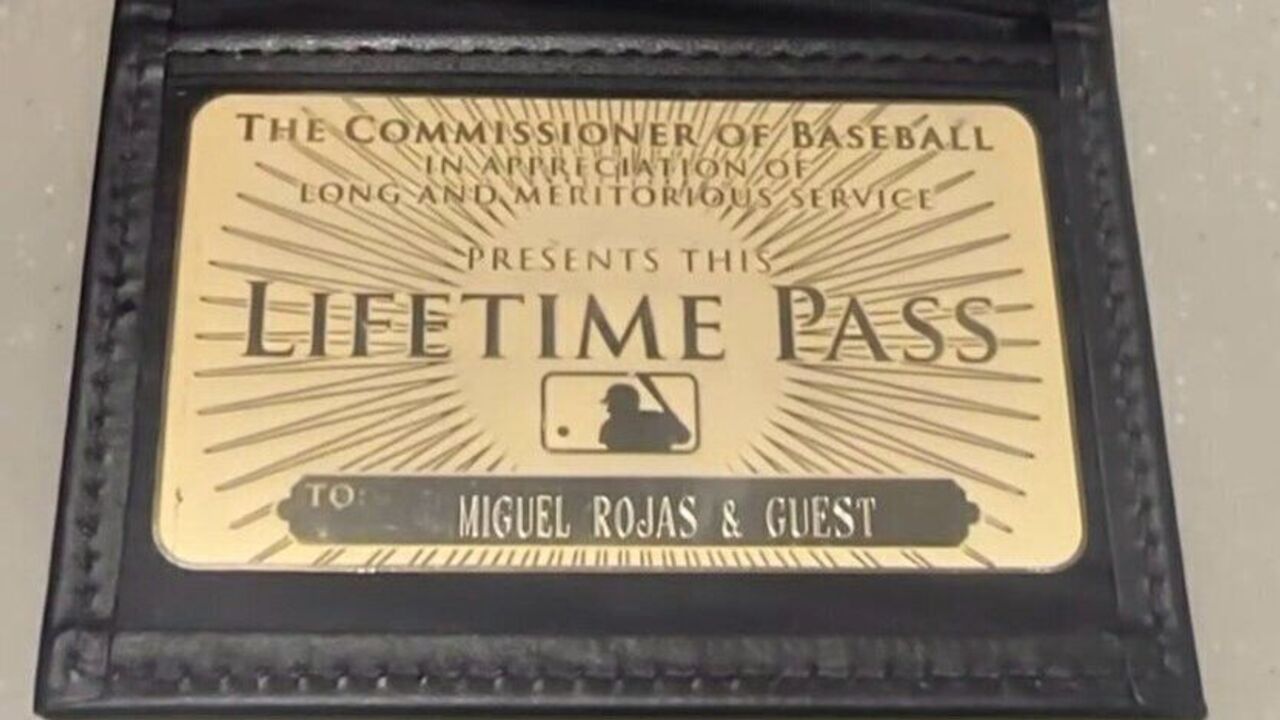 THE COMMISSIONER OF BASEBALL
IN APPRECIATION OF
LONG AND MERITORIOUS SERVICE
PRESENTS THIS
LIFETIME PASS
TO: MIGUEL ROJAS & GUEST